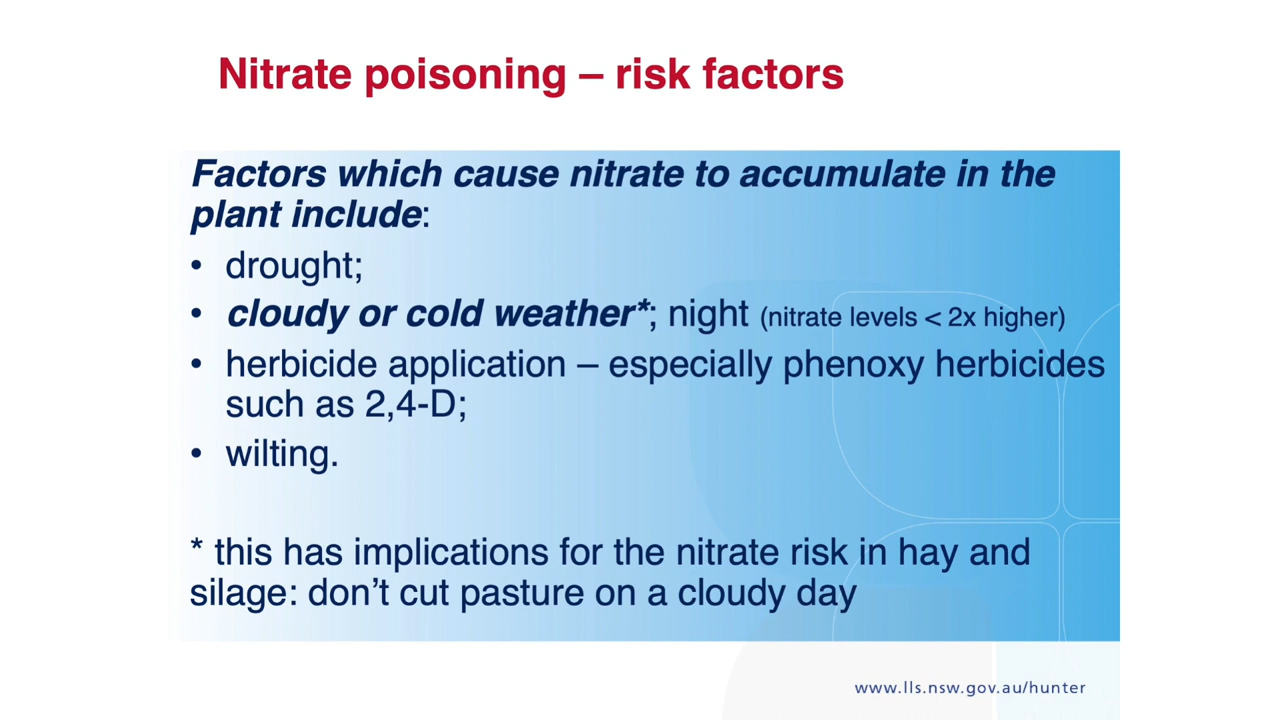 Nitrate poisoning – risk factors
Factors which cause nitrate to accumulate in the
plant include:
• drought;
• cloudy or cold weather*; night (nitrate levels < 2x higher)
• herbicide application – especially phenoxy herbicides
such as 2,4-D;
• wilting.
* this has implications for the nitrate risk in hay and
silage: don’t cut pasture on a cloudy day
www.lls.nsw.gov.au/hunter